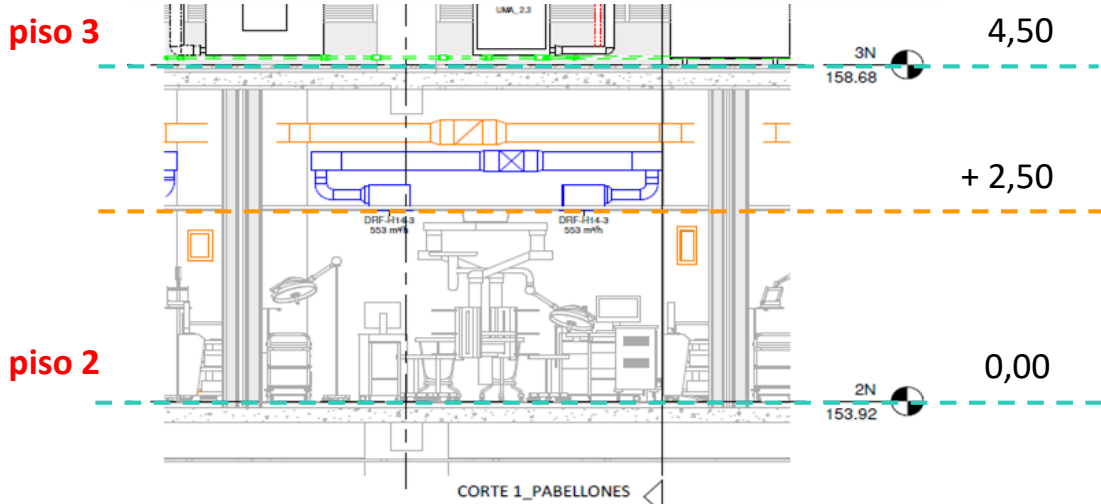 UMA_2.3
piso 3
4,50
3N
158.68
+ 2,50
DRF-H14-3
553 m³/h
DRF-H14-3
553 m³/h
piso 2
0,00
2N
153.92
CORTE 1_PABELLONES